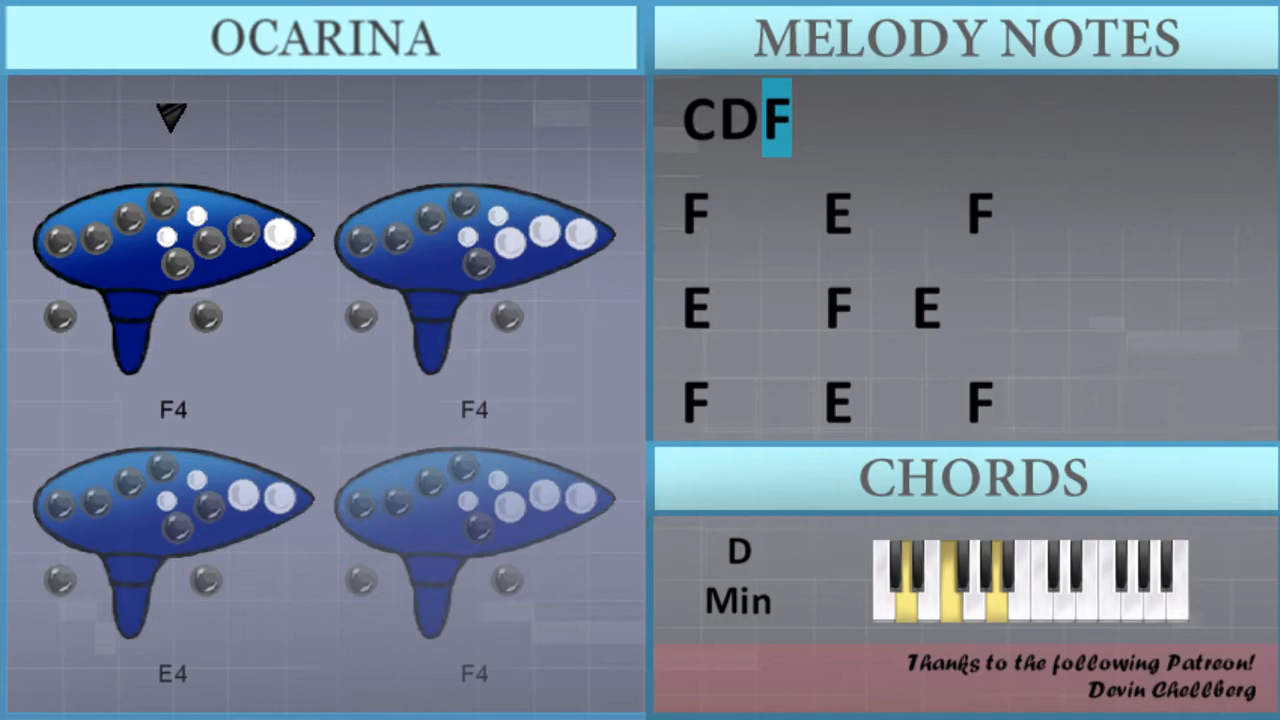 OCARINA
F4
F4
E4
F4
MELODY NOTES
CDF
F E F
E F E
F E F
CHORDS
D
Min
Thanks to the following Patreon!
Devin Chellberg